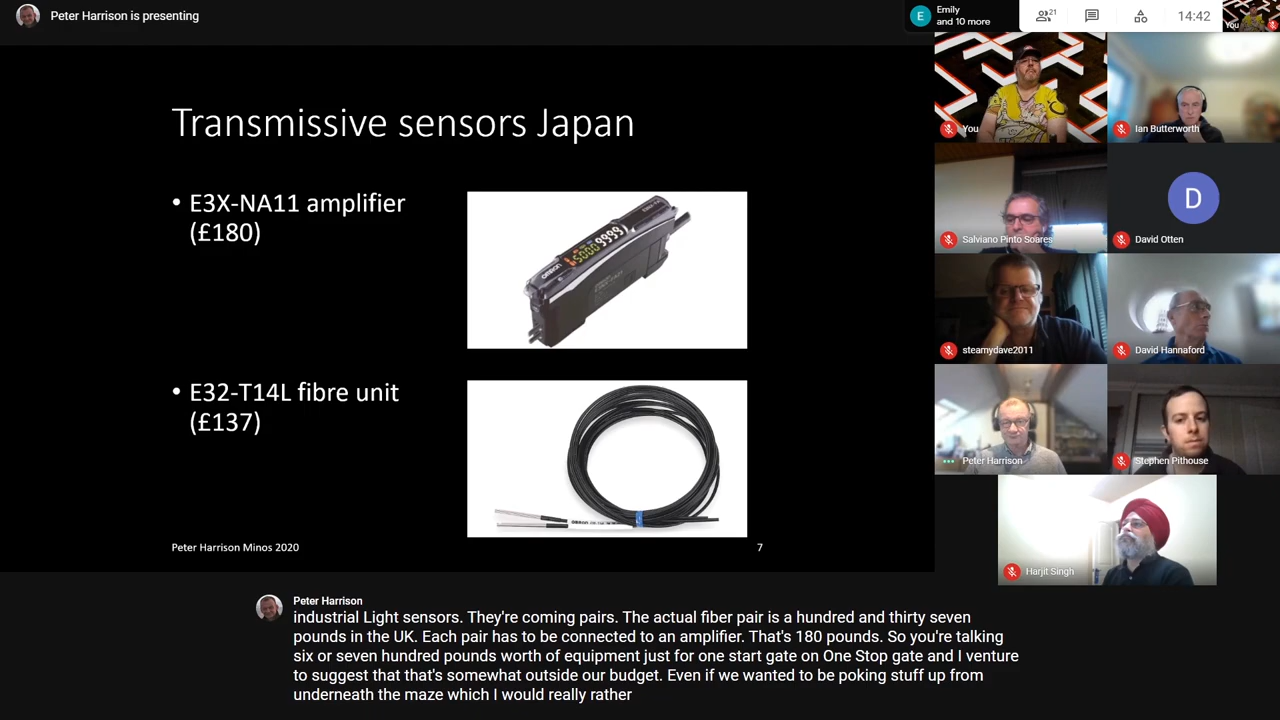 Peter Harrison is presenting
Emily
and 10 more
E
21
14:42
You
Transmissive sensors Japan
• E3X-NA11 amplifier
(£180)
OMRON
5000 9999
• E32-T14L fibre unit
(£137)
OMRON
Peter Harrison Minos 2020
7
You
Ian Butterworth
Salviano Pinto Soares
D
David Otten
steamydave2011
David Hannaford
Peter Harrison
Stephen Pithouse
Harjit Singh
Peter Harrison
industrial Light sensors. They're coming pairs. The actual fiber pair is a hundred and thirty seven
pounds in the UK. Each pair has to be connected to an amplifier. That's 180 pounds. So you're talking
six or seven hundred pounds worth of equipment just for one start gate on One Stop gate and I venture
to suggest that that's somewhat outside our budget. Even if we wanted to be poking stuff up from
underneath the maze which I would really rather